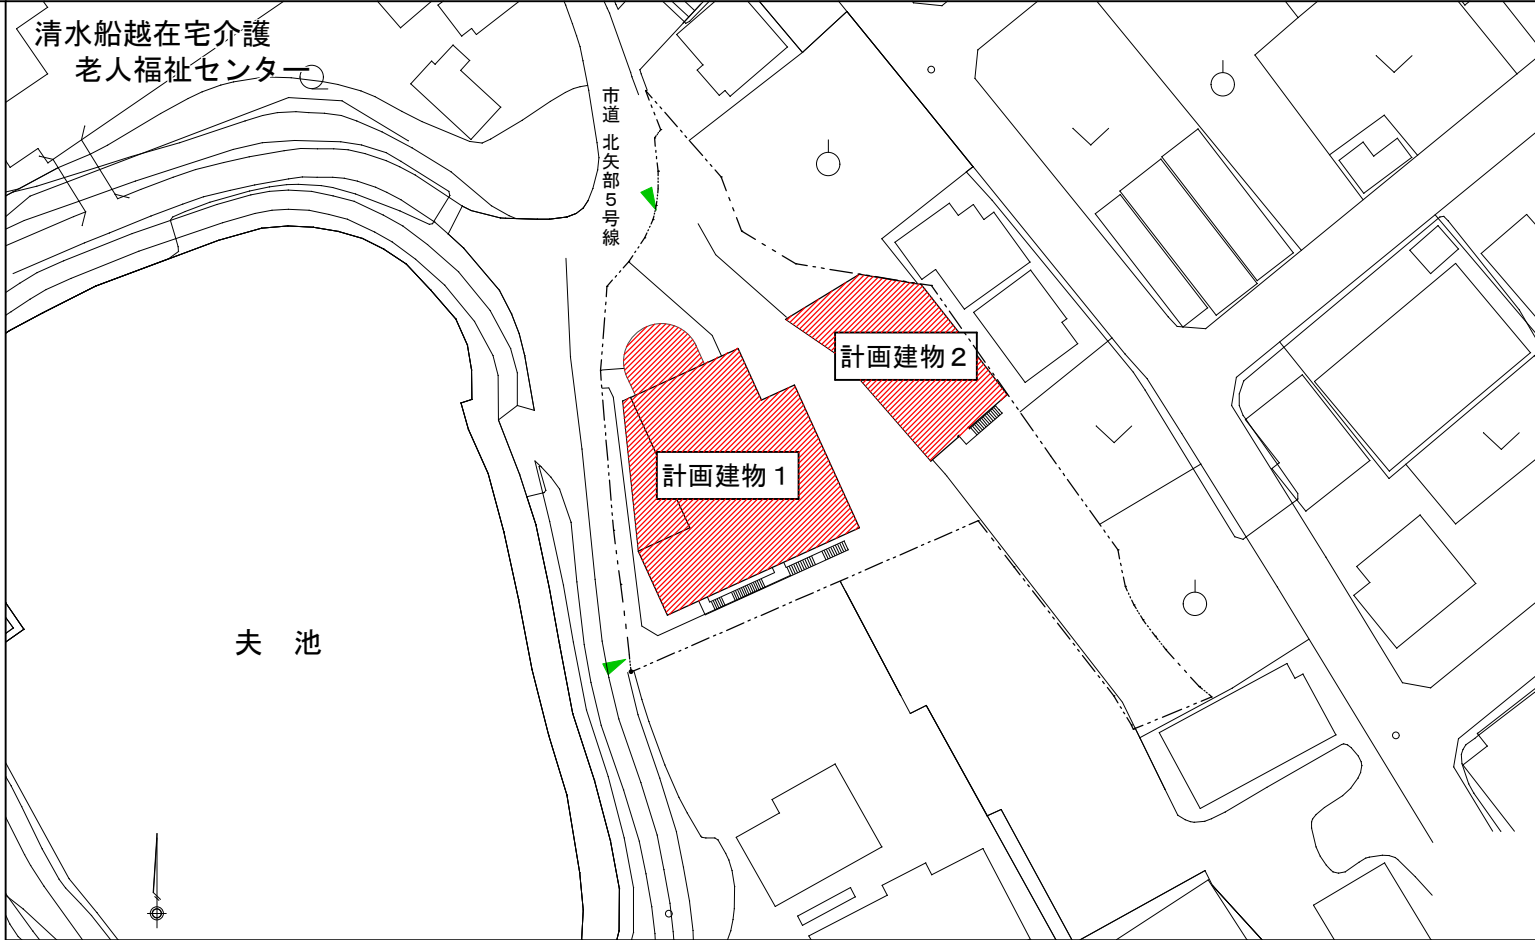 清水船越在宅介護
老人福祉センター
市道 北矢部5号線
計画建物2
計画建物1
夫 池